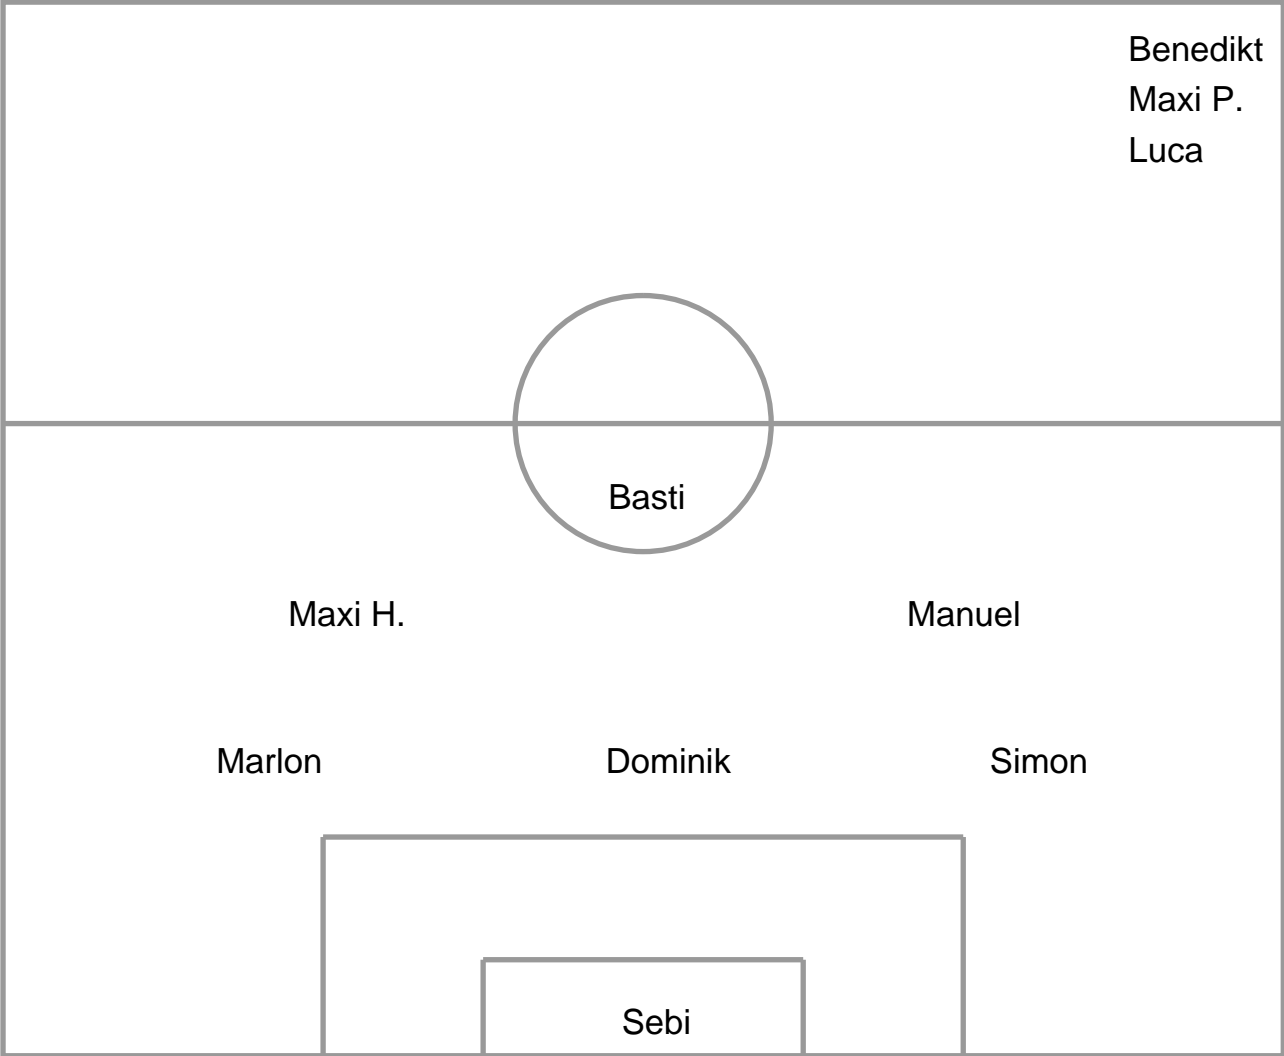 Benedikt
Maxi P.
Luca
Basti
Maxi H.
Manuel
Marlon
Dominik
Simon
Sebi